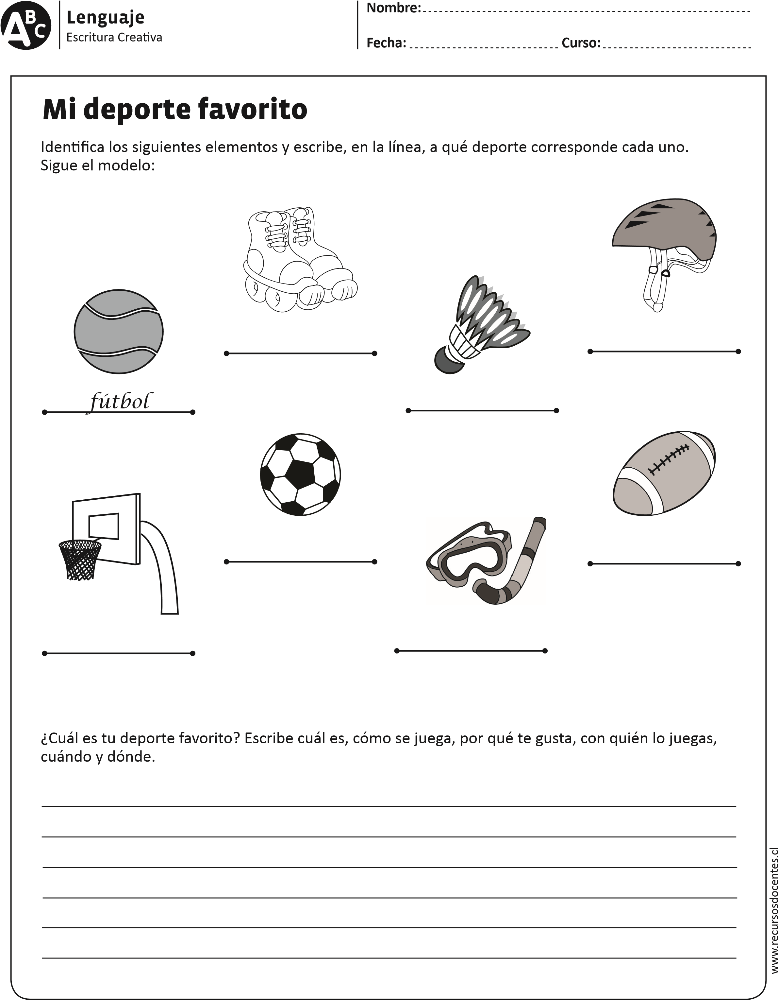 A B C
Lenguaje
Escritura Creativa
Nombre:
Fecha: Curso:
Mi deporte favorito
Identifica los siguientes elementos y escribe, en la línea, a qué deporte corresponde cada uno.
Sigue el modelo:
fútbol
¿Cuál es tu deporte favorito? Escribe cuál es, cómo se juega, por qué te gusta, con quién lo juegas,
cuándo y dónde.
www.recursosdocentes.cl